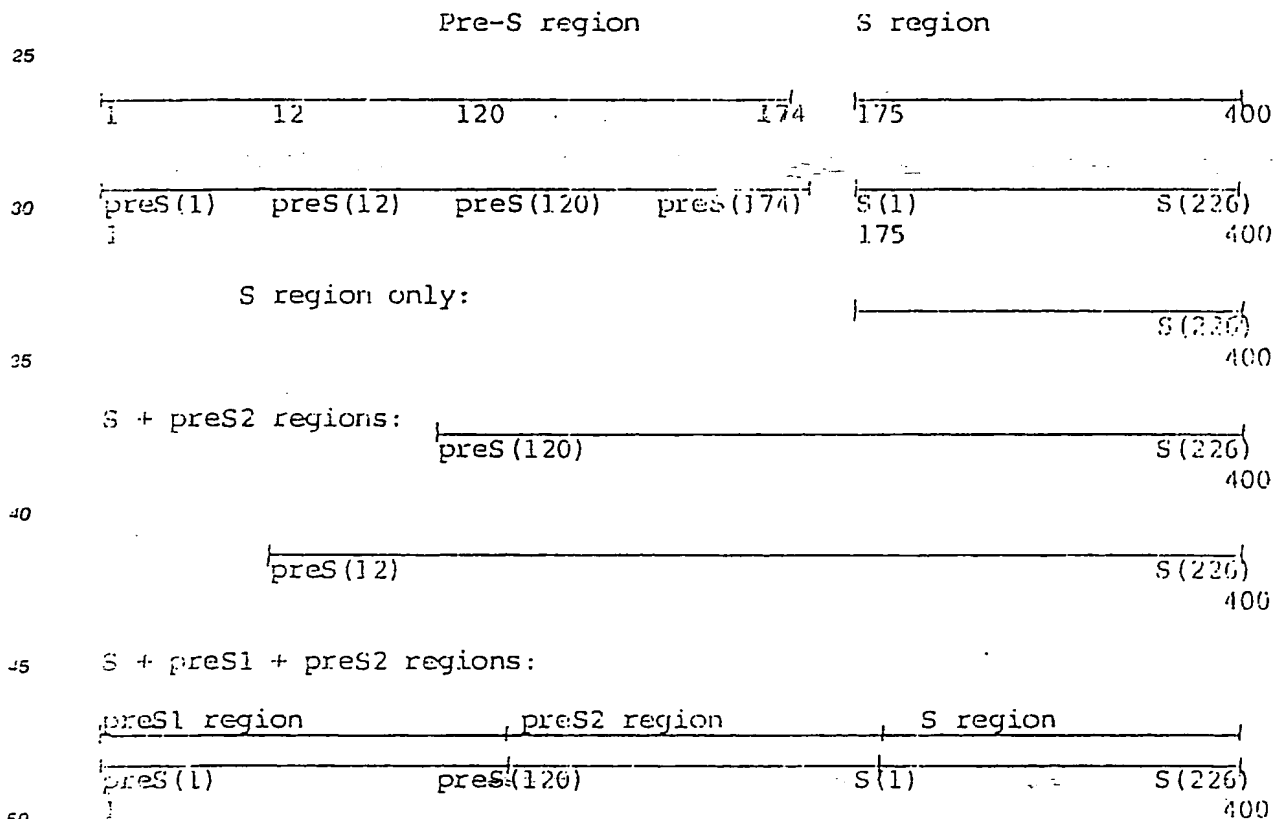 Pre-S region S region
25
1 12 120 174 175 400
30 preS(1) preS(12) preS(120) preS(174) S(1) S(226)
1 175 400
S region only:
S(226)
35 400
S + preS2 regions:
preS(120) S(226)
400
40
preS(12) S(226)
400
45 S + preS1 + preS2 regions:
preS1 region preS2 region S region
preS(1) preS(120) S(1) S(226)
1 400
50